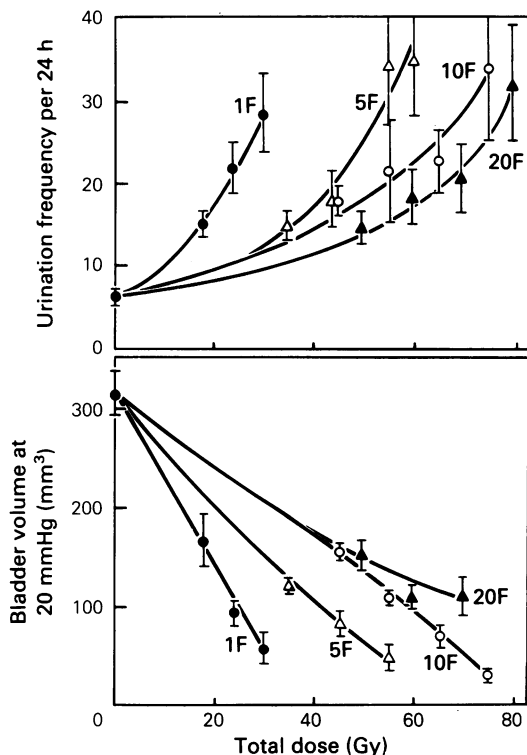 Urination frequency per 24 h
40
30
20
10
0
1F
5F
10F
20F
Bladder volume at
20 mmHg (mm³)
300
200
100
0
1F
5F
10F
20F
20
40
60
80
Total dose (Gy)